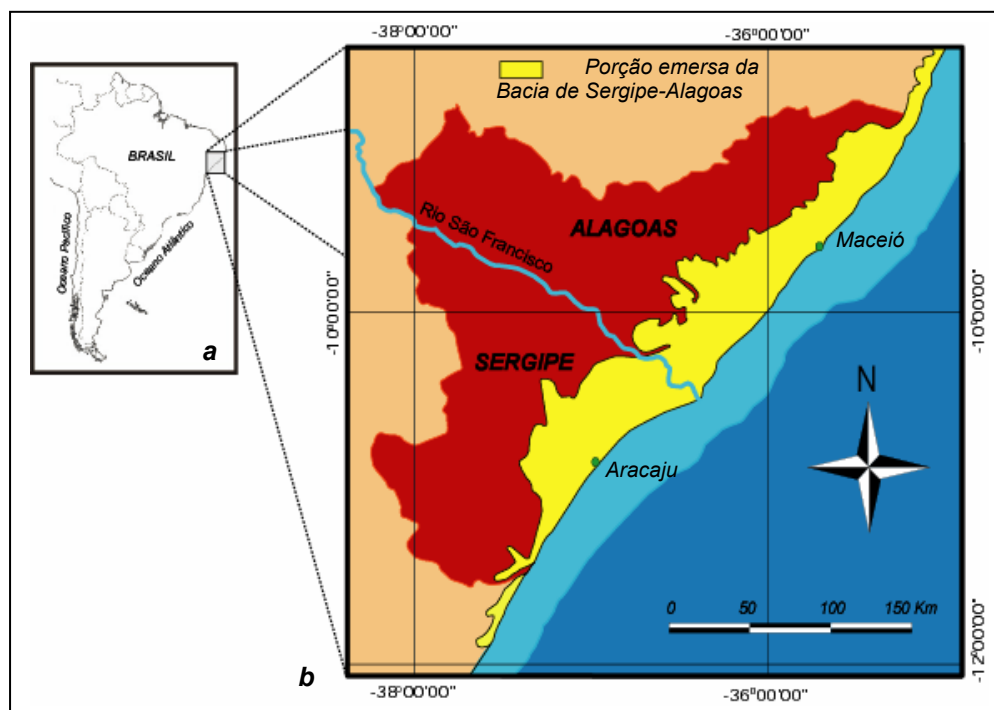 -38º00'00"
-36º00'00"
Porção emersa da
Bacia de Sergipe-Alagoas
BRASIL
Oceano Pacífico
Oceano Atlântico
a
Rio São Francisco
ALAGOAS
Maceió
-10º00'00"
-10º00'00"
SERGIPE
N
Aracaju
0 50 100 150 Km
-12º00'00"
b
-38º00'00"
-36º00'00"